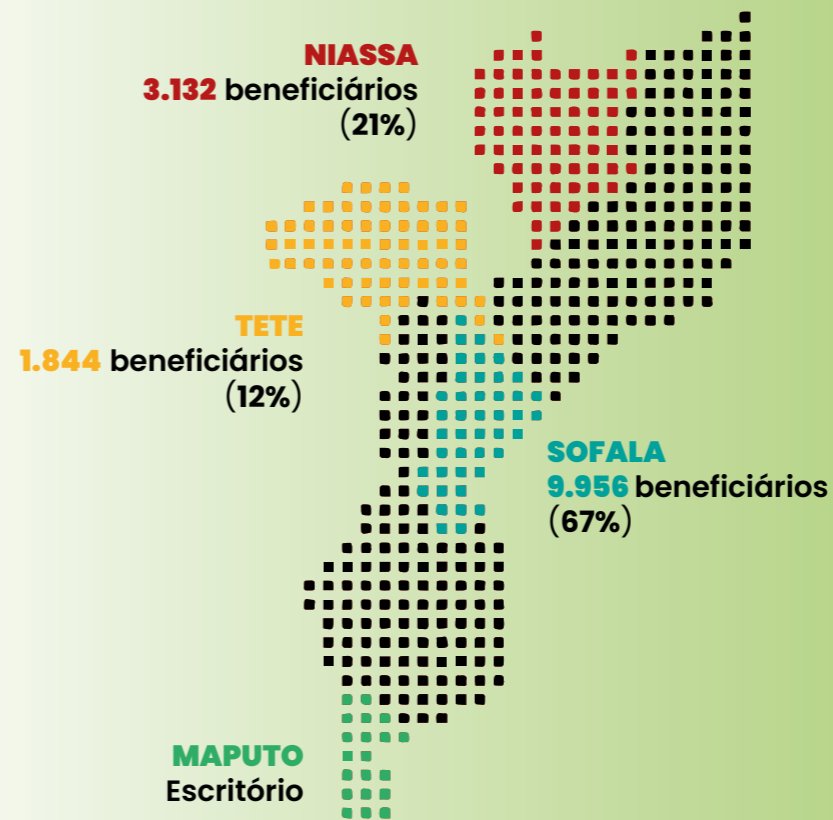 NIASSA
3.132 beneficiários
(21%)
TETE
1.844 beneficiários
(12%)
SOFALA
9.956 beneficiários
(67%)
MAPUTO
Escritório